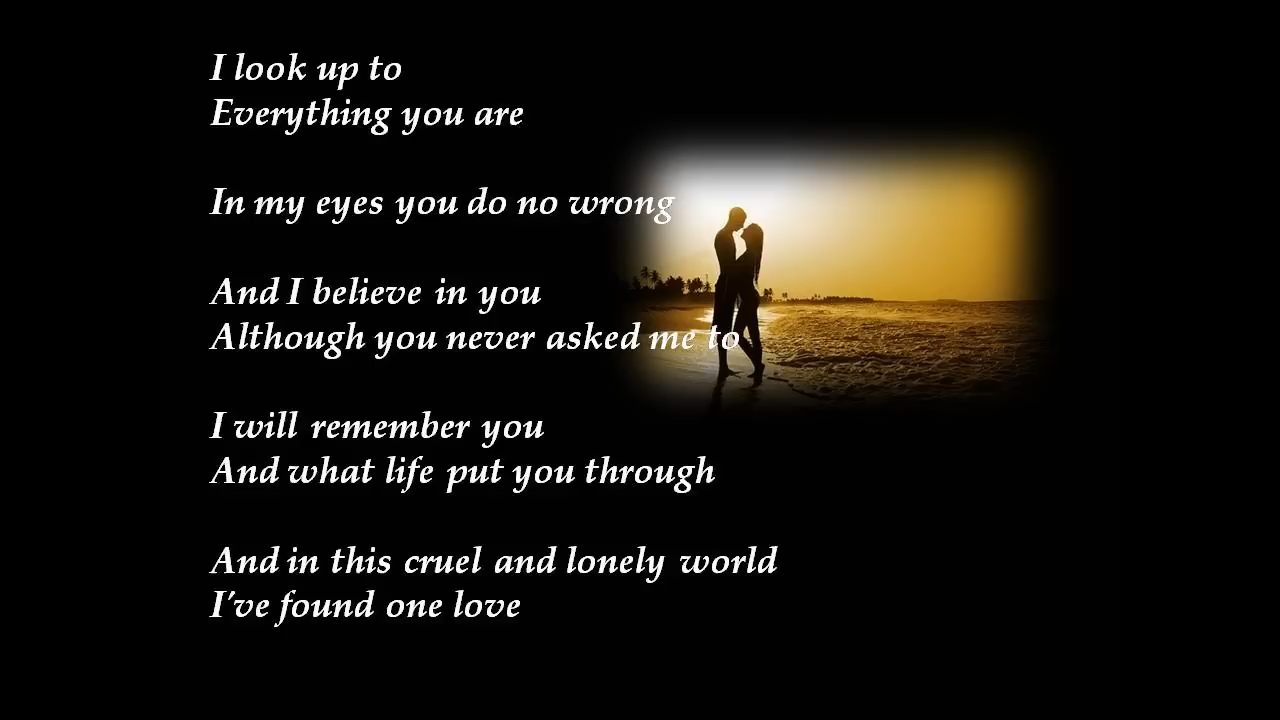 I look up to
Everything you are
In my eyes you do no wrong
And I believe in you
Although you never asked me to
I will remember you
And what life put you through
And in this cruel and lonely world
I've found one love